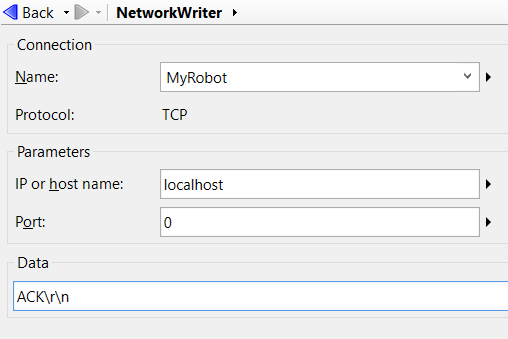 Back NetworkWriter
Connection
Name: MyRobot
Protocol: TCP
Parameters
IP or host name: localhost
Port: 0
Data
ACK\r\n